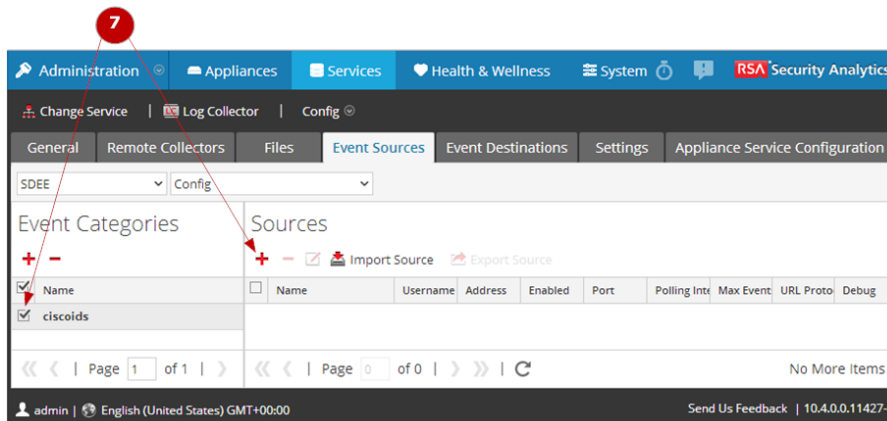 7
Administration Appliances Services Health & Wellness System RSA Security Analytics
Change Service | Log Collector | Config
General Remote Collectors Files Event Sources Event Destinations Settings Appliance Service Configuration
SDEE Config
Event Categories Sources
Import Source Export Source
Name Name Username Address Enabled Port Polling Inte Max Event URL Proto Debug
ciscoids
Page 1 of 1 | Page 0 of 0 | No More Items
admin | English (United States) GMT+00:00 Send Us Feedback | 10.4.0.0.11427-